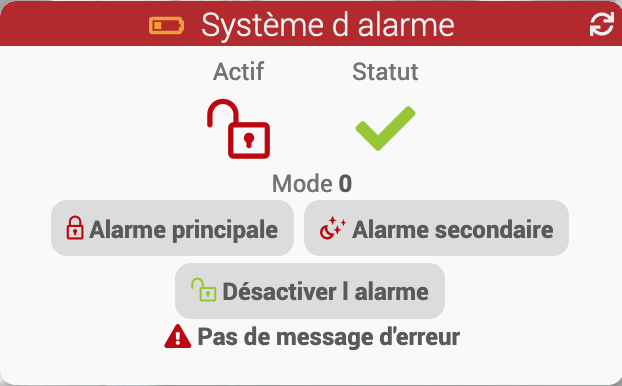 Système d alarme
Actif Statut
Mode 0
Alarme principale Alarme secondaire
Désactiver l alarme
Pas de message d'erreur